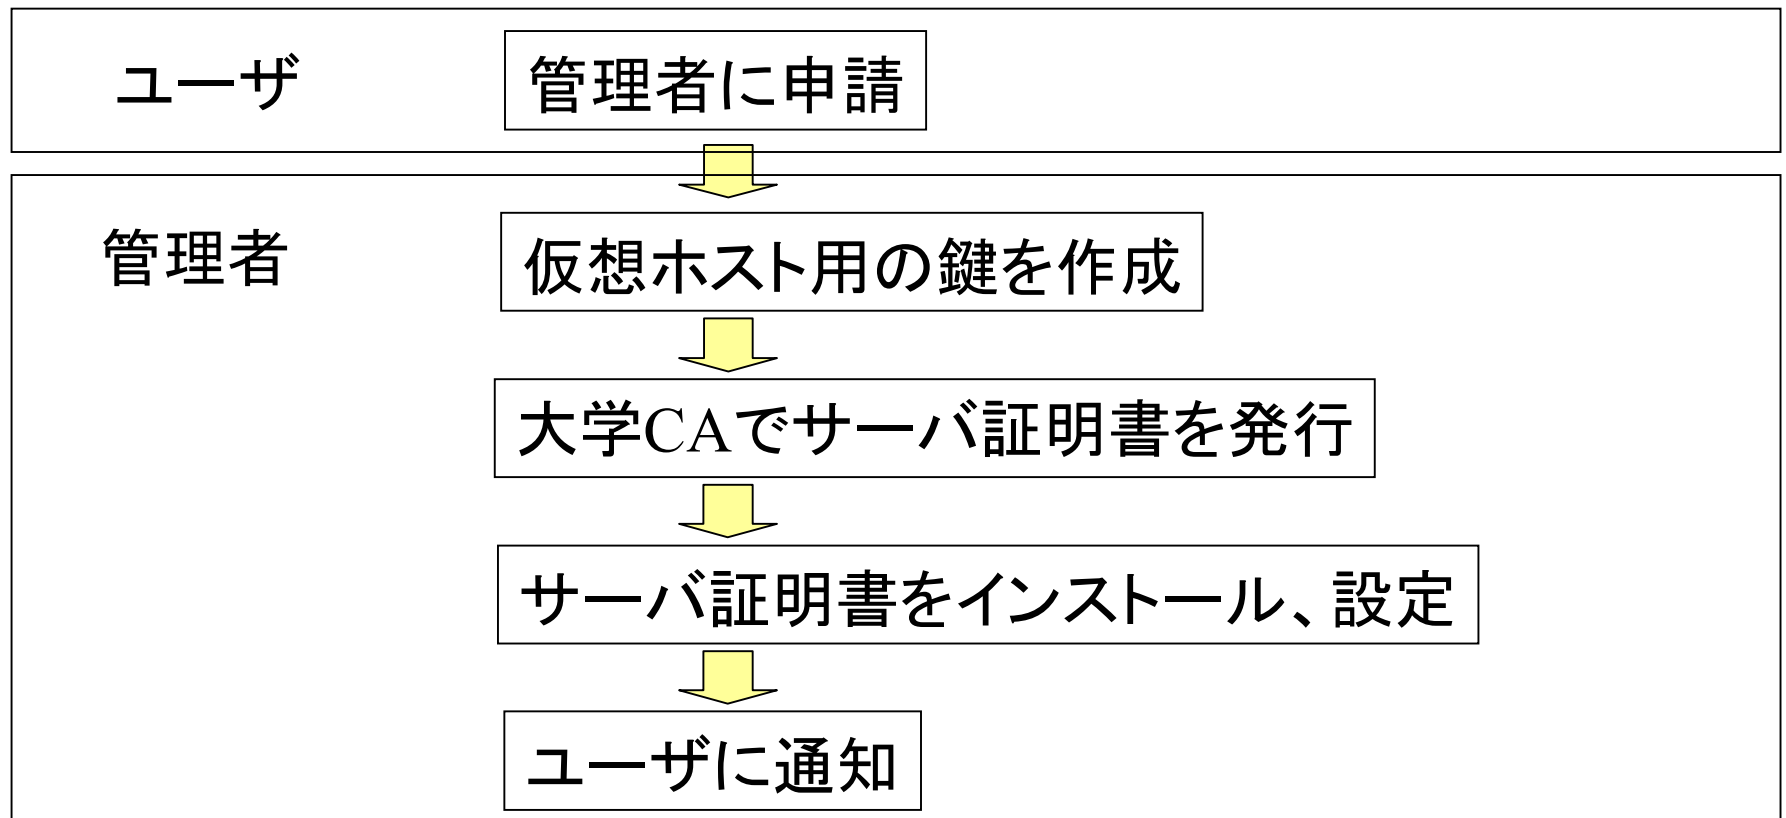 ユーザ
管理者に申請
管理者
仮想ホスト用の鍵を作成
大学CAでサーバ証明書を発行
サーバ証明書をインストール、設定
ユーザに通知